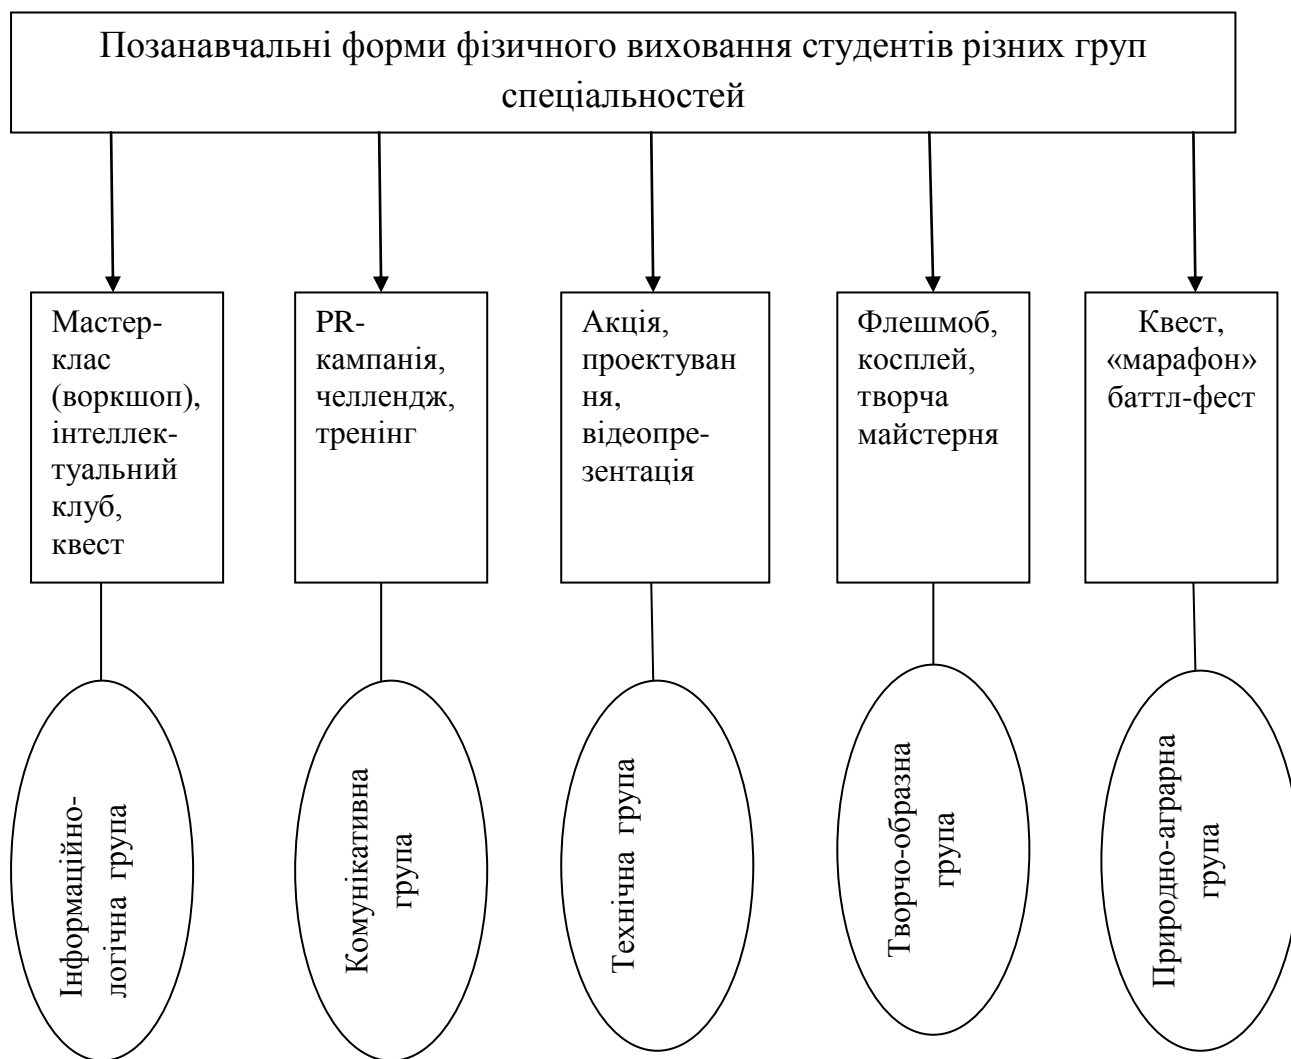 Позанавчальні форми фізичного виховання студентів різних груп
спеціальностей
Мастер-
клас
(воркшоп),
інтеллек-
туальний
клуб,
квест
PR-
кампанія,
челлендж,
тренінг
Акція,
проектуван
ня,
відеопре-
зентація
Флешмоб,
косплей,
творча
майстерня
Квест,
«марафон»
баттл-фест
Інформаційно-
логічна група
Комунікативна
група
Технічна група
Творчо-образна
група
Природно-аграрна
група